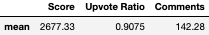 Score Upvote Ratio Comments
mean 2677.33 0.9075 142.28